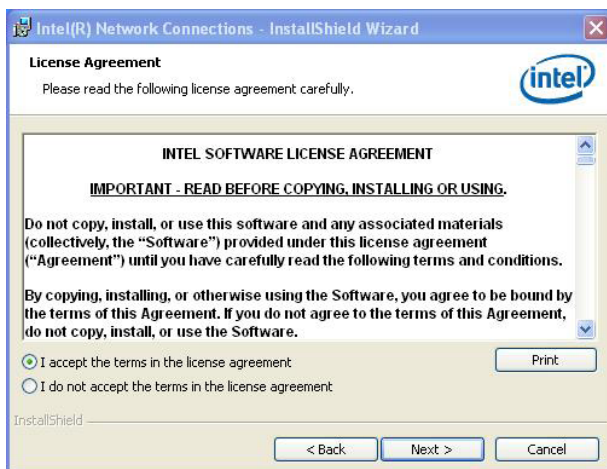 Intel(R) Network Connections - InstallShield Wizard
License Agreement
Please read the following license agreement carefully.
intel
INTEL SOFTWARE LICENSE AGREEMENT
IMPORTANT - READ BEFORE COPYING, INSTALLING OR USING.
Do not copy, install, or use this software and any associated materials
(collectively, the “Software”) provided under this license agreement
(“Agreement”) until you have carefully read the following terms and conditions.
By copying, installing, or otherwise using the Software, you agree to be bound by
the terms of this Agreement. If you do not agree to the terms of this Agreement,
do not copy, install, or use the Software.
I accept the terms in the license agreement
Print
I do not accept the terms in the license agreement
InstallShield
< Back
Next >
Cancel